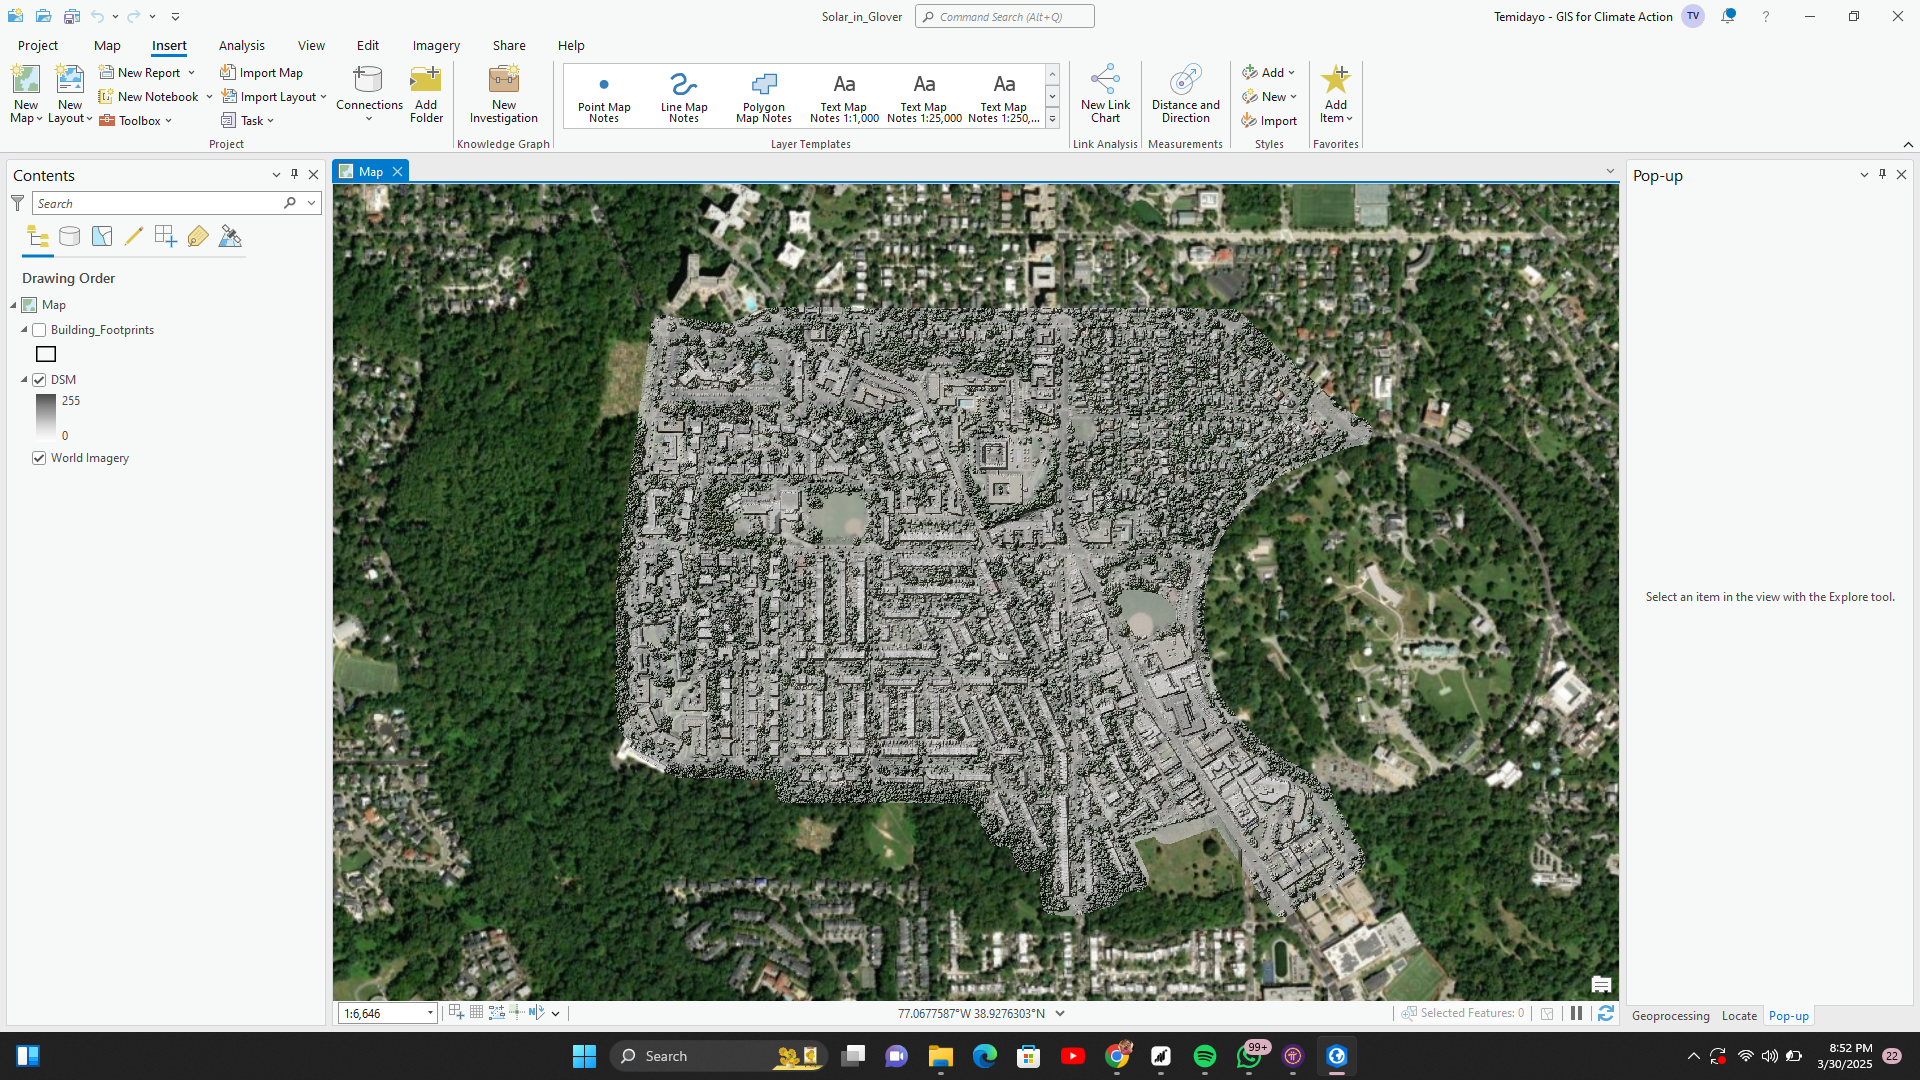 Solar_in_Glover
Command Search (Alt+Q)
Temidayo - GIS for Climate Action
TV
?
Project
Map
Insert
Analysis
View
Edit
Imagery
Share
Help
New Map
New Layout
New Report
New Notebook
Toolbox
Import Map
Import Layout
Task
Connections
Add Folder
Project
New Investigation
Knowledge Graph
Point Map Notes
Line Map Notes
Polygon Map Notes
Aa
Text Map Notes 1:1,000
Aa
Text Map Notes 1:25,000
Aa
Text Map Notes 1:250,...
Layer Templates
New Link Chart
Link Analysis
Distance and Direction
Measurements
Add
New
Import
Styles
Add Item
Favorites
Contents
Search
Drawing Order
Map
Building_Footprints
DSM
255
0
World Imagery
Map
Pop-up
Select an item in the view with the Explore tool.
1:6,646
N
77.0677587°W 38.9276303°N
Selected Features: 0
Geoprocessing
Locate
Pop-up
Search
99+
8:52 PM
3/30/2025
22